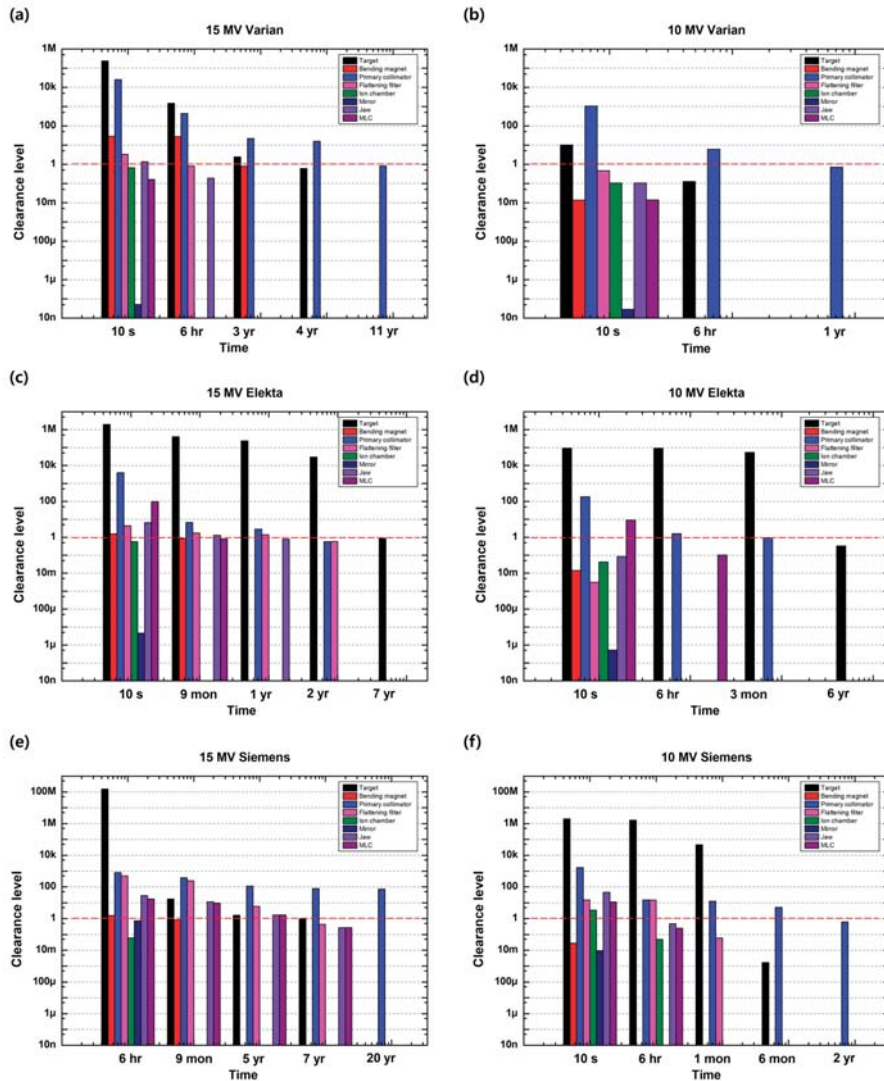 (a)
15 MV Varian
Clearance level
1M
10k
100
1
10m
100μ
1μ
10n
Target
Bending magnet
Primary collimator
Flattening filter
Ion chamber
Mirror
Jaw
MLC
10 s 6 hr 3 yr 4 yr 11 yr
Time
(b)
10 MV Varian
Clearance level
1M
10k
100
1
10m
100μ
1μ
10n
Target
Bending magnet
Primary collimator
Flattening filter
Ion chamber
Mirror
Jaw
MLC
10 s 6 hr 1 yr
Time
(c)
15 MV Elekta
Clearance level
1M
10k
100
1
10m
100μ
1μ
10n
Target
Bending magnet
Primary collimator
Flattening filter
Ion chamber
Mirror
Jaw
MLC
10 s 9 mon 1 yr 2 yr 7 yr
Time
(d)
10 MV Elekta
Clearance level
1M
10k
100
1
10m
100μ
1μ
10n
Target
Bending magnet
Primary collimator
Flattening filter
Ion chamber
Mirror
Jaw
MLC
10 s 6 hr 3 mon 6 yr
Time
(e)
15 MV Siemens
Clearance level
100M
1M
10k
100
1
10m
100μ
1μ
10n
Target
Bending magnet
Primary collimator
Flattening filter
Ion chamber
Mirror
Jaw
MLC
6 hr 9 mon 5 yr 7 yr 20 yr
Time
(f)
10 MV Siemens
Clearance level
100M
1M
10k
100
1
10m
100μ
1μ
10n
Target
Bending magnet
Primary collimator
Flattening filter
Ion chamber
Mirror
Jaw
MLC
10 s 6 hr 1 mon 6 mon 2 yr
Time